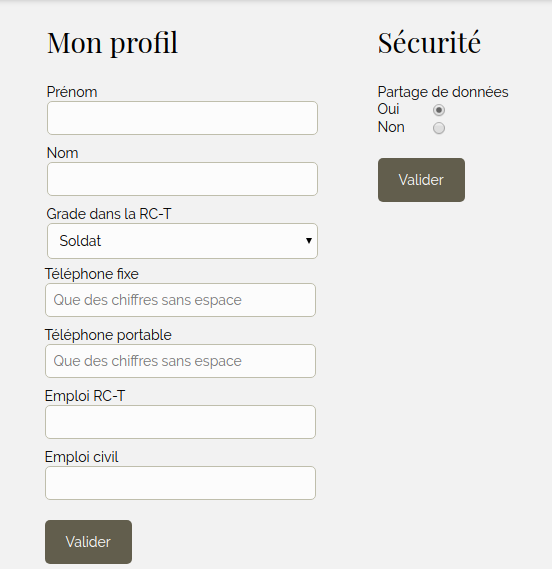 Mon profil
Prénom
Nom
Grade dans la RC-T
Soldat
Téléphone fixe
Que des chiffres sans espace
Téléphone portable
Que des chiffres sans espace
Emploi RC-T
Emploi civil
Valider
Sécurité
Partage de données
Oui
Non
Valider